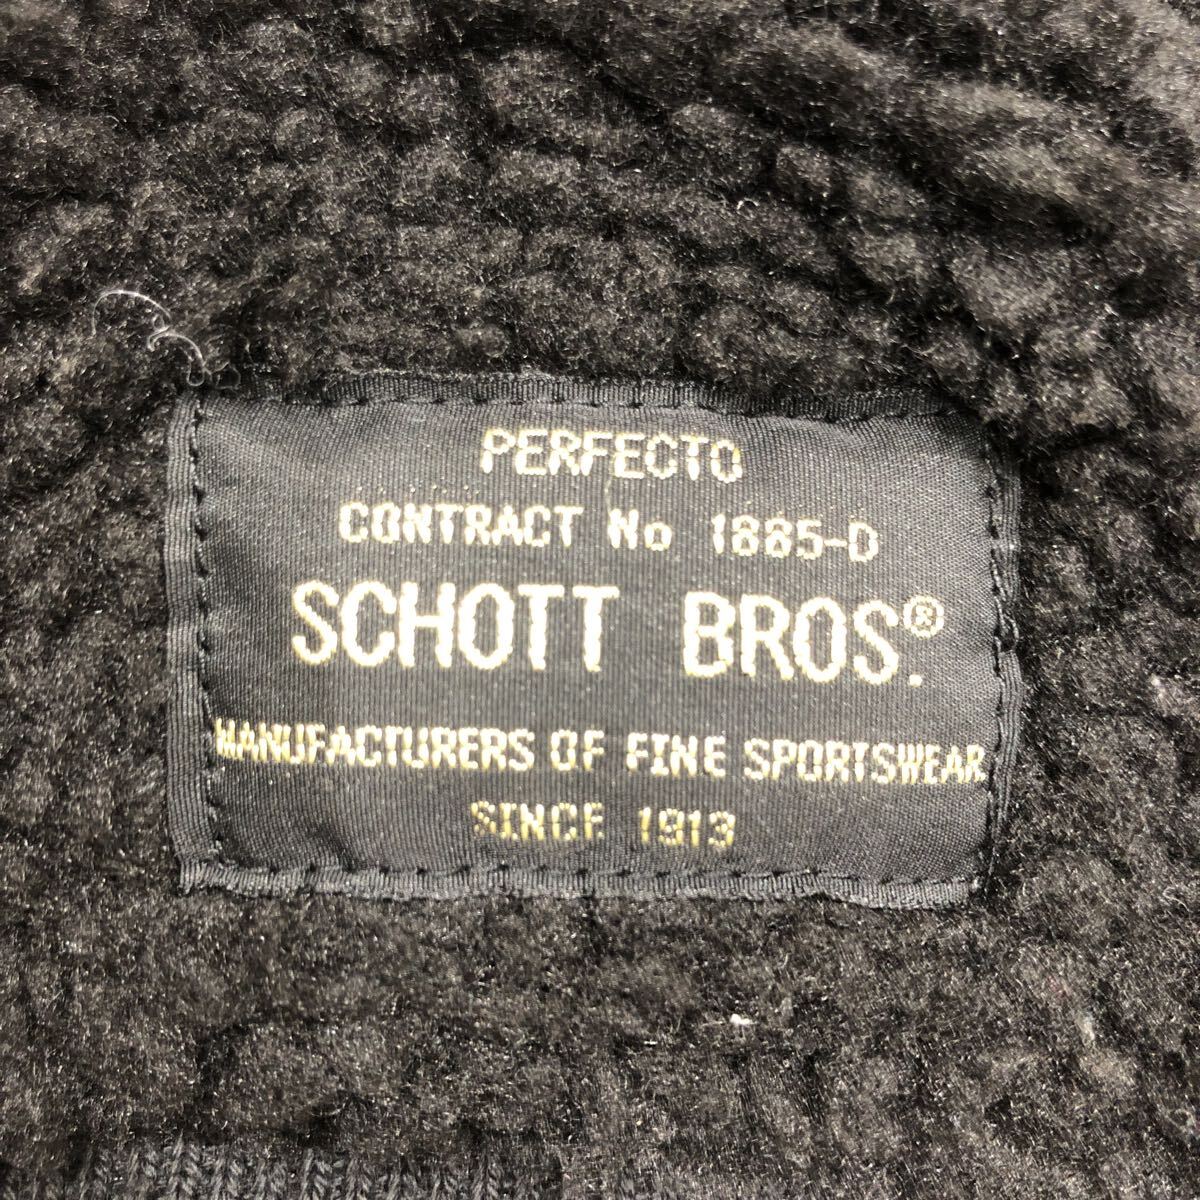 PERFECTO
CONTRACT No 1885-D
SCHOTT BROS.®
MANUFACTURERS OF FINE SPORTSWEAR
SINCE 1913